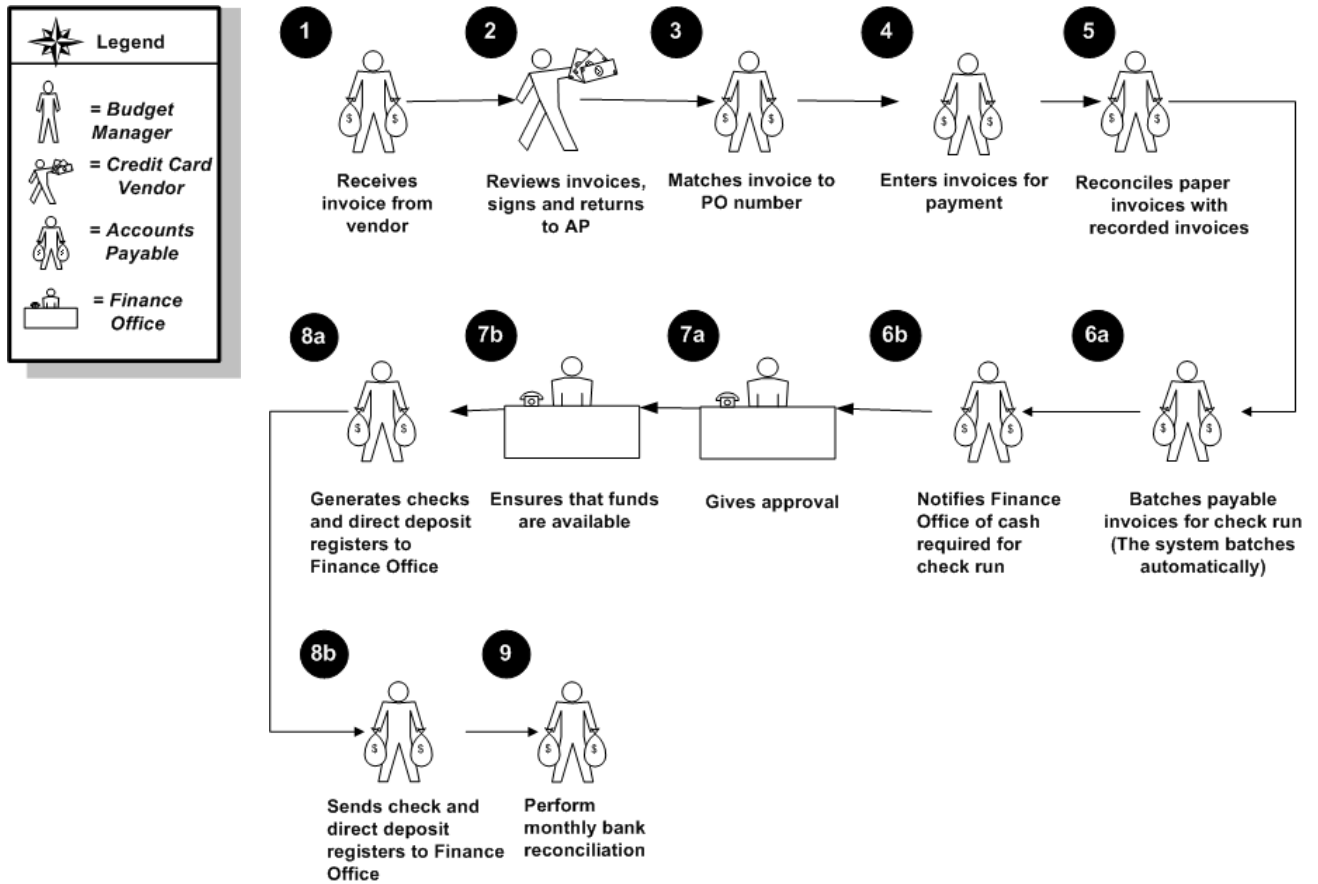 Legend
= Budget
Manager
= Credit Card
Vendor
= Accounts
Payable
= Finance
Office
1
2
3
4
5
Receives
invoice from
vendor
Reviews invoices,
signs and returns
to AP
Matches invoice to
PO number
Enters invoices for
payment
Reconciles paper
invoices with
recorded invoices
8a
7b
7a
6b
6a
Generates checks
and direct deposit
registers to
Finance Office
Ensures that funds
are available
Gives approval
Notifies Finance
Office of cash
required for
check run
Batches payable
invoices for check run
(The system batches
automatically)
8b
9
Sends check and
direct deposit
registers to Finance
Office
Perform
monthly bank
reconciliation